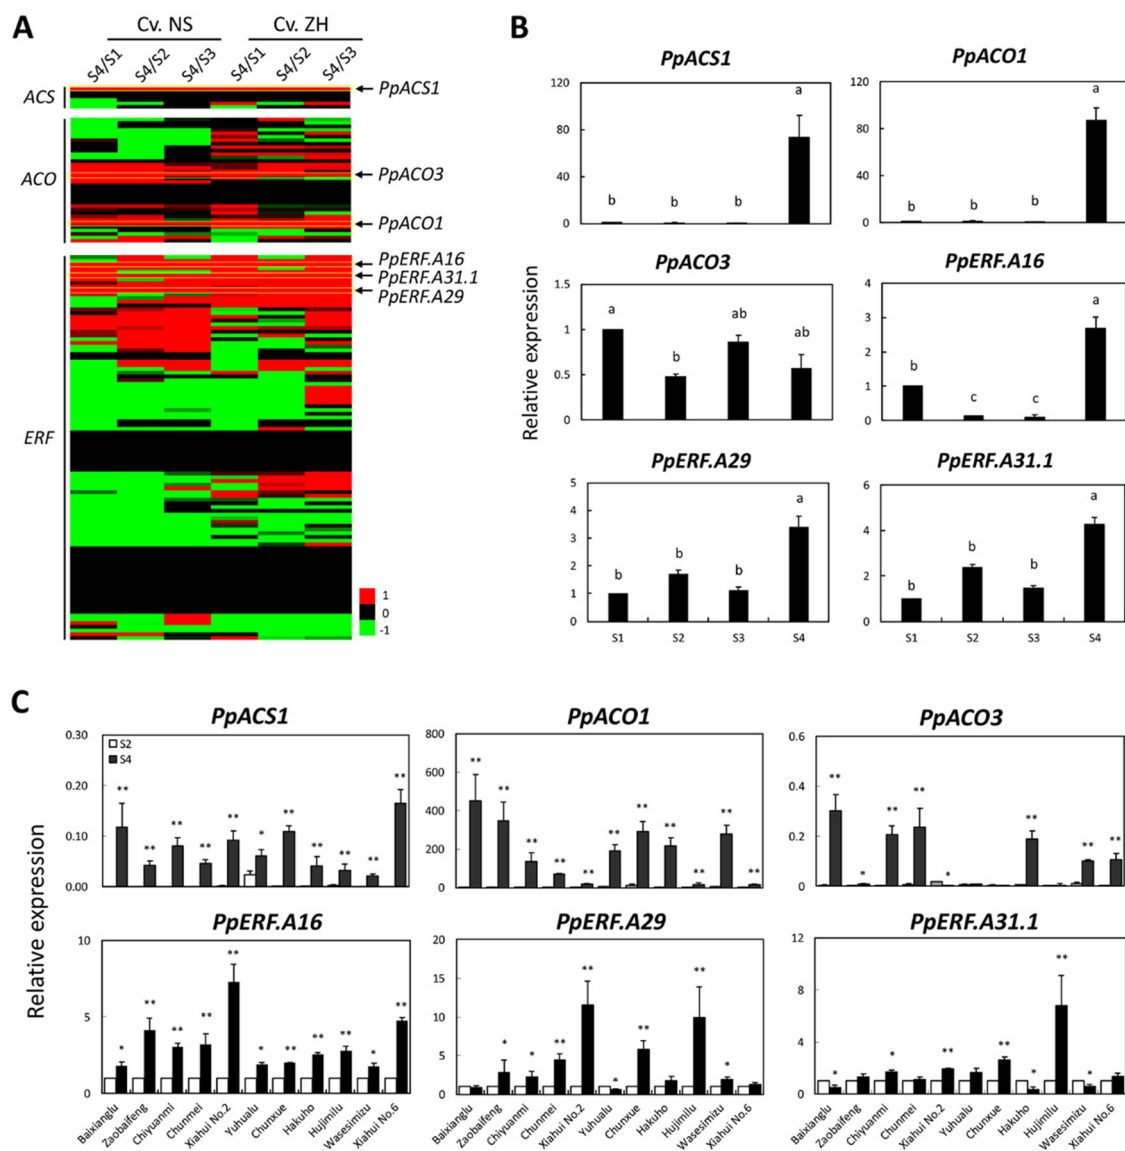 A
Cv. NS
Cv. ZH
S4/S1
S4/S2
S4/S3
S4/S1
S4/S2
S4/S3
ACS
PpACS1
ACO
PpACO3
PpACO1
ERF
PpERF.A16
PpERF.A31.1
PpERF.A29
1
0
-1
B
Relative expression
PpACS1
120
80
40
0
b
b
b
a
PpACO1
120
80
40
0
b
b
b
a
PpACO3
1.5
1
0.5
0
a
b
ab
ab
PpERF.A16
4
3
2
1
0
b
c
c
a
PpERF.A29
5
4
3
2
1
0
b
b
b
a
S1
S2
S3
S4
PpERF.A31.1
6
4
2
0
b
b
b
a
S1
S2
S3
S4
C
Relative expression
PpACS1
0.30
0.20
0.10
0.00
S2
S4
**
**
**
**
**
*
**
**
**
**
**
PpACO1
800
600
400
200
0
**
**
**
**
**
**
**
**
**
**
**
PpACO3
0.6
0.4
0.2
0
**
*
**
**
*
**
**
**
PpERF.A16
10
5
0
*
**
**
**
**
*
**
**
**
*
**
Baixianglu
Zaobaifeng
Chiyuanmi
Chunmei
Xiahui No.2
Yuhualu
Chunxue
Hakuho
Hujimilu
Wasesimizu
Xiahui No.6
PpERF.A29
20
15
10
5
0
*
*
**
**
*
**
**
*
Baixianglu
Zaobaifeng
Chiyuanmi
Chunmei
Xiahui No.2
Yuhualu
Chunxue
Hakuho
Hujimilu
Wasesimizu
Xiahui No.6
PpERF.A31.1
12
8
4
2
0
*
*
**
**
*
**
*
Baixianglu
Zaobaifeng
Chiyuanmi
Chunmei
Xiahui No.2
Yuhualu
Chunxue
Hakuho
Hujimilu
Wasesimizu
Xiahui No.6